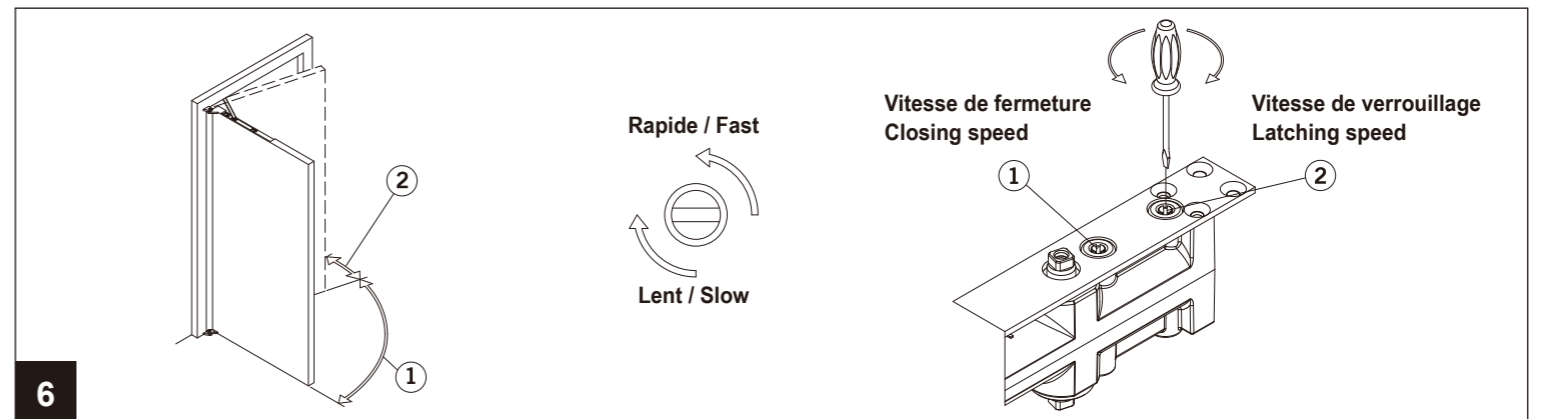 2
1
6
Rapide / Fast
Lent / Slow
Vitesse de fermeture
Closing speed
1
Vitesse de verrouillage
Latching speed
2